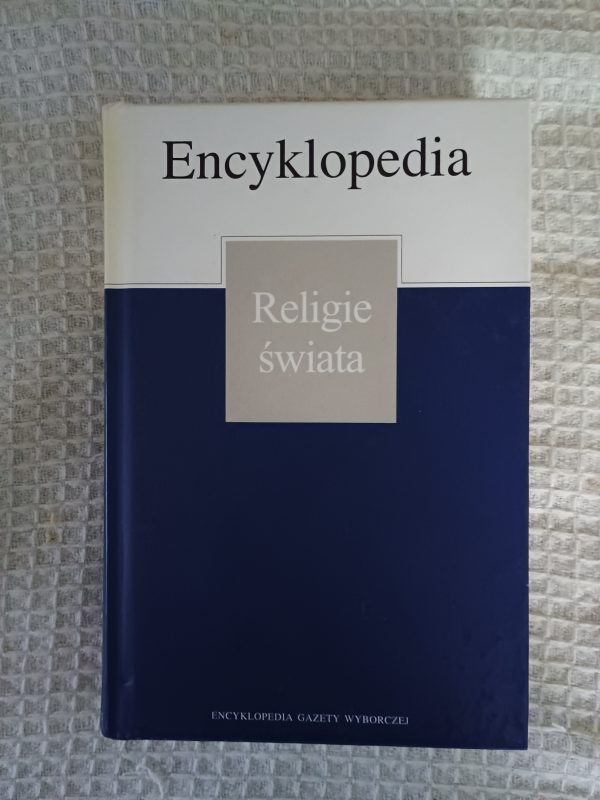 Encyklopedia
Religie
świata
ENCYKLOPEDIA GAZETY WYBORCZEJ